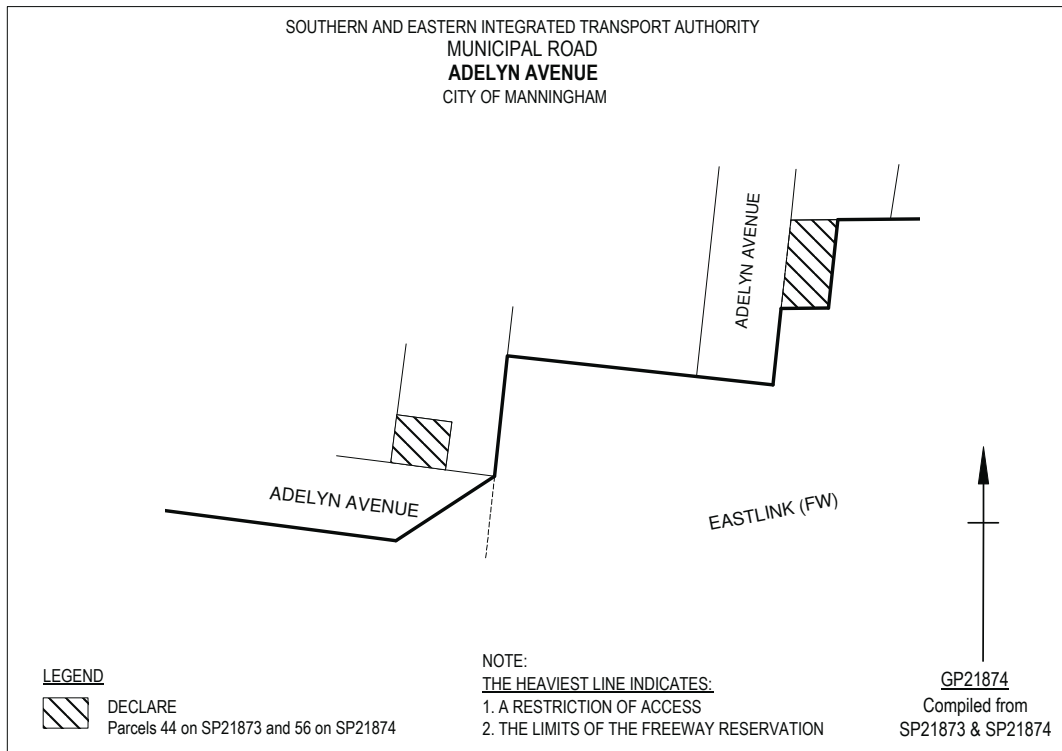 SOUTHERN AND EASTERN INTEGRATED TRANSPORT AUTHORITY
MUNICIPAL ROAD
ADELYN AVENUE
CITY OF MANNINGHAM
ADELYN AVENUE
ADELYN AVENUE
EASTLINK (FW)
LEGEND
DECLARE
Parcels 44 on SP21873 and 56 on SP21874
NOTE:
THE HEAVIEST LINE INDICATES:
1. A RESTRICTION OF ACCESS
2. THE LIMITS OF THE FREEWAY RESERVATION
GP21874
Compiled from
SP21873 & SP21874